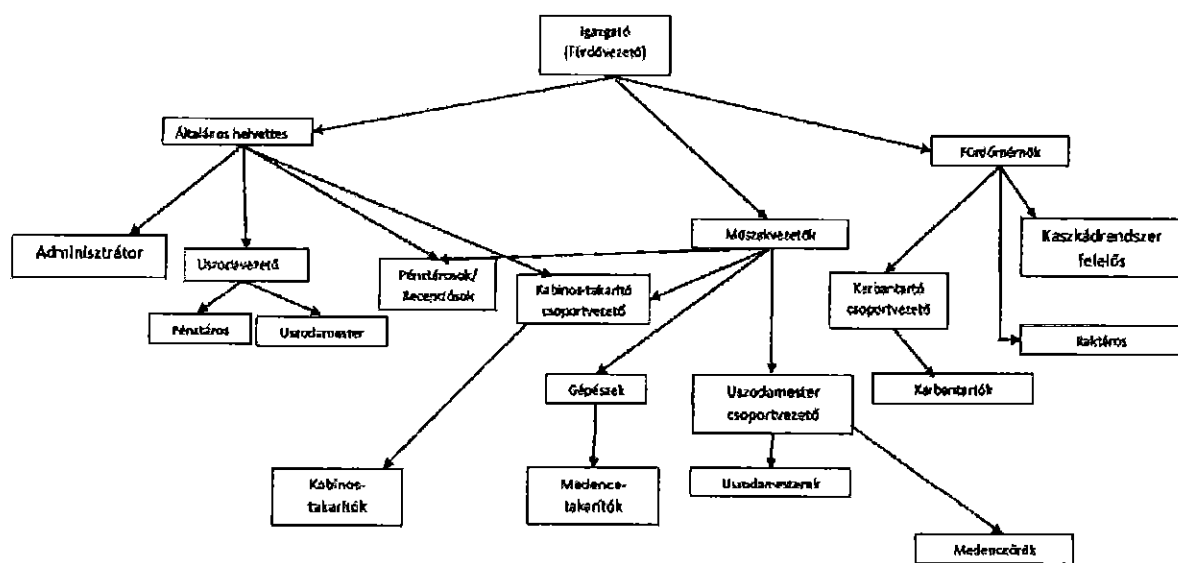 Igazgató
(Fürdővezető)
Általános helyettes
Fürdőmérnök
Adminisztrátor
Műszakvezetők
Kaszkádrendszer
felelős
Uszodavezető
Pénztárosok/
Recepciósok
Kabinos-takarító
csoportvezető
Karbantartó
csoportvezető
Pénztáros
Uszodamester
Raktáros
Gépészek
Uszodamester
csoportvezető
Karbantartók
Kabinos-
takarítók
Medence-
takarítók
Uszodamesterek
Medenceőrök